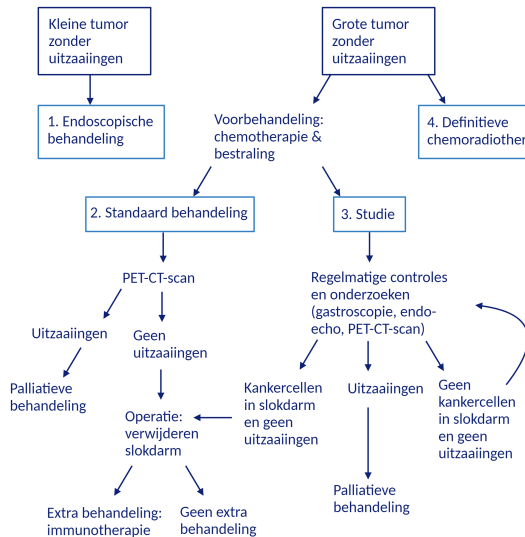 Kleine tumor
zonder
uitzaaiingen
Grote tumor
zonder
uitzaaiingen
1. Endoscopische
behandeling
Voorbehandeling:
chemotherapie &
bestraling
4. Definitieve
chemoradiother
2. Standaard behandeling
3. Studie
PET-CT-scan
Regelmatige controles
en onderzoeken
(gastroscopie, endo-
echo, PET-CT-scan)
Uitzaaiingen
Geen
uitzaaiingen
Palliatieve
behandeling
Kankercellen
in slokdarm
en geen
uitzaaiingen
Uitzaaiingen
Geen
kankercellen
in slokdarm
en geen
uitzaaiingen
Operatie:
verwijderen
slokdarm
Palliatieve
behandeling
Extra behandeling:
immunotherapie
Geen extra
behandeling